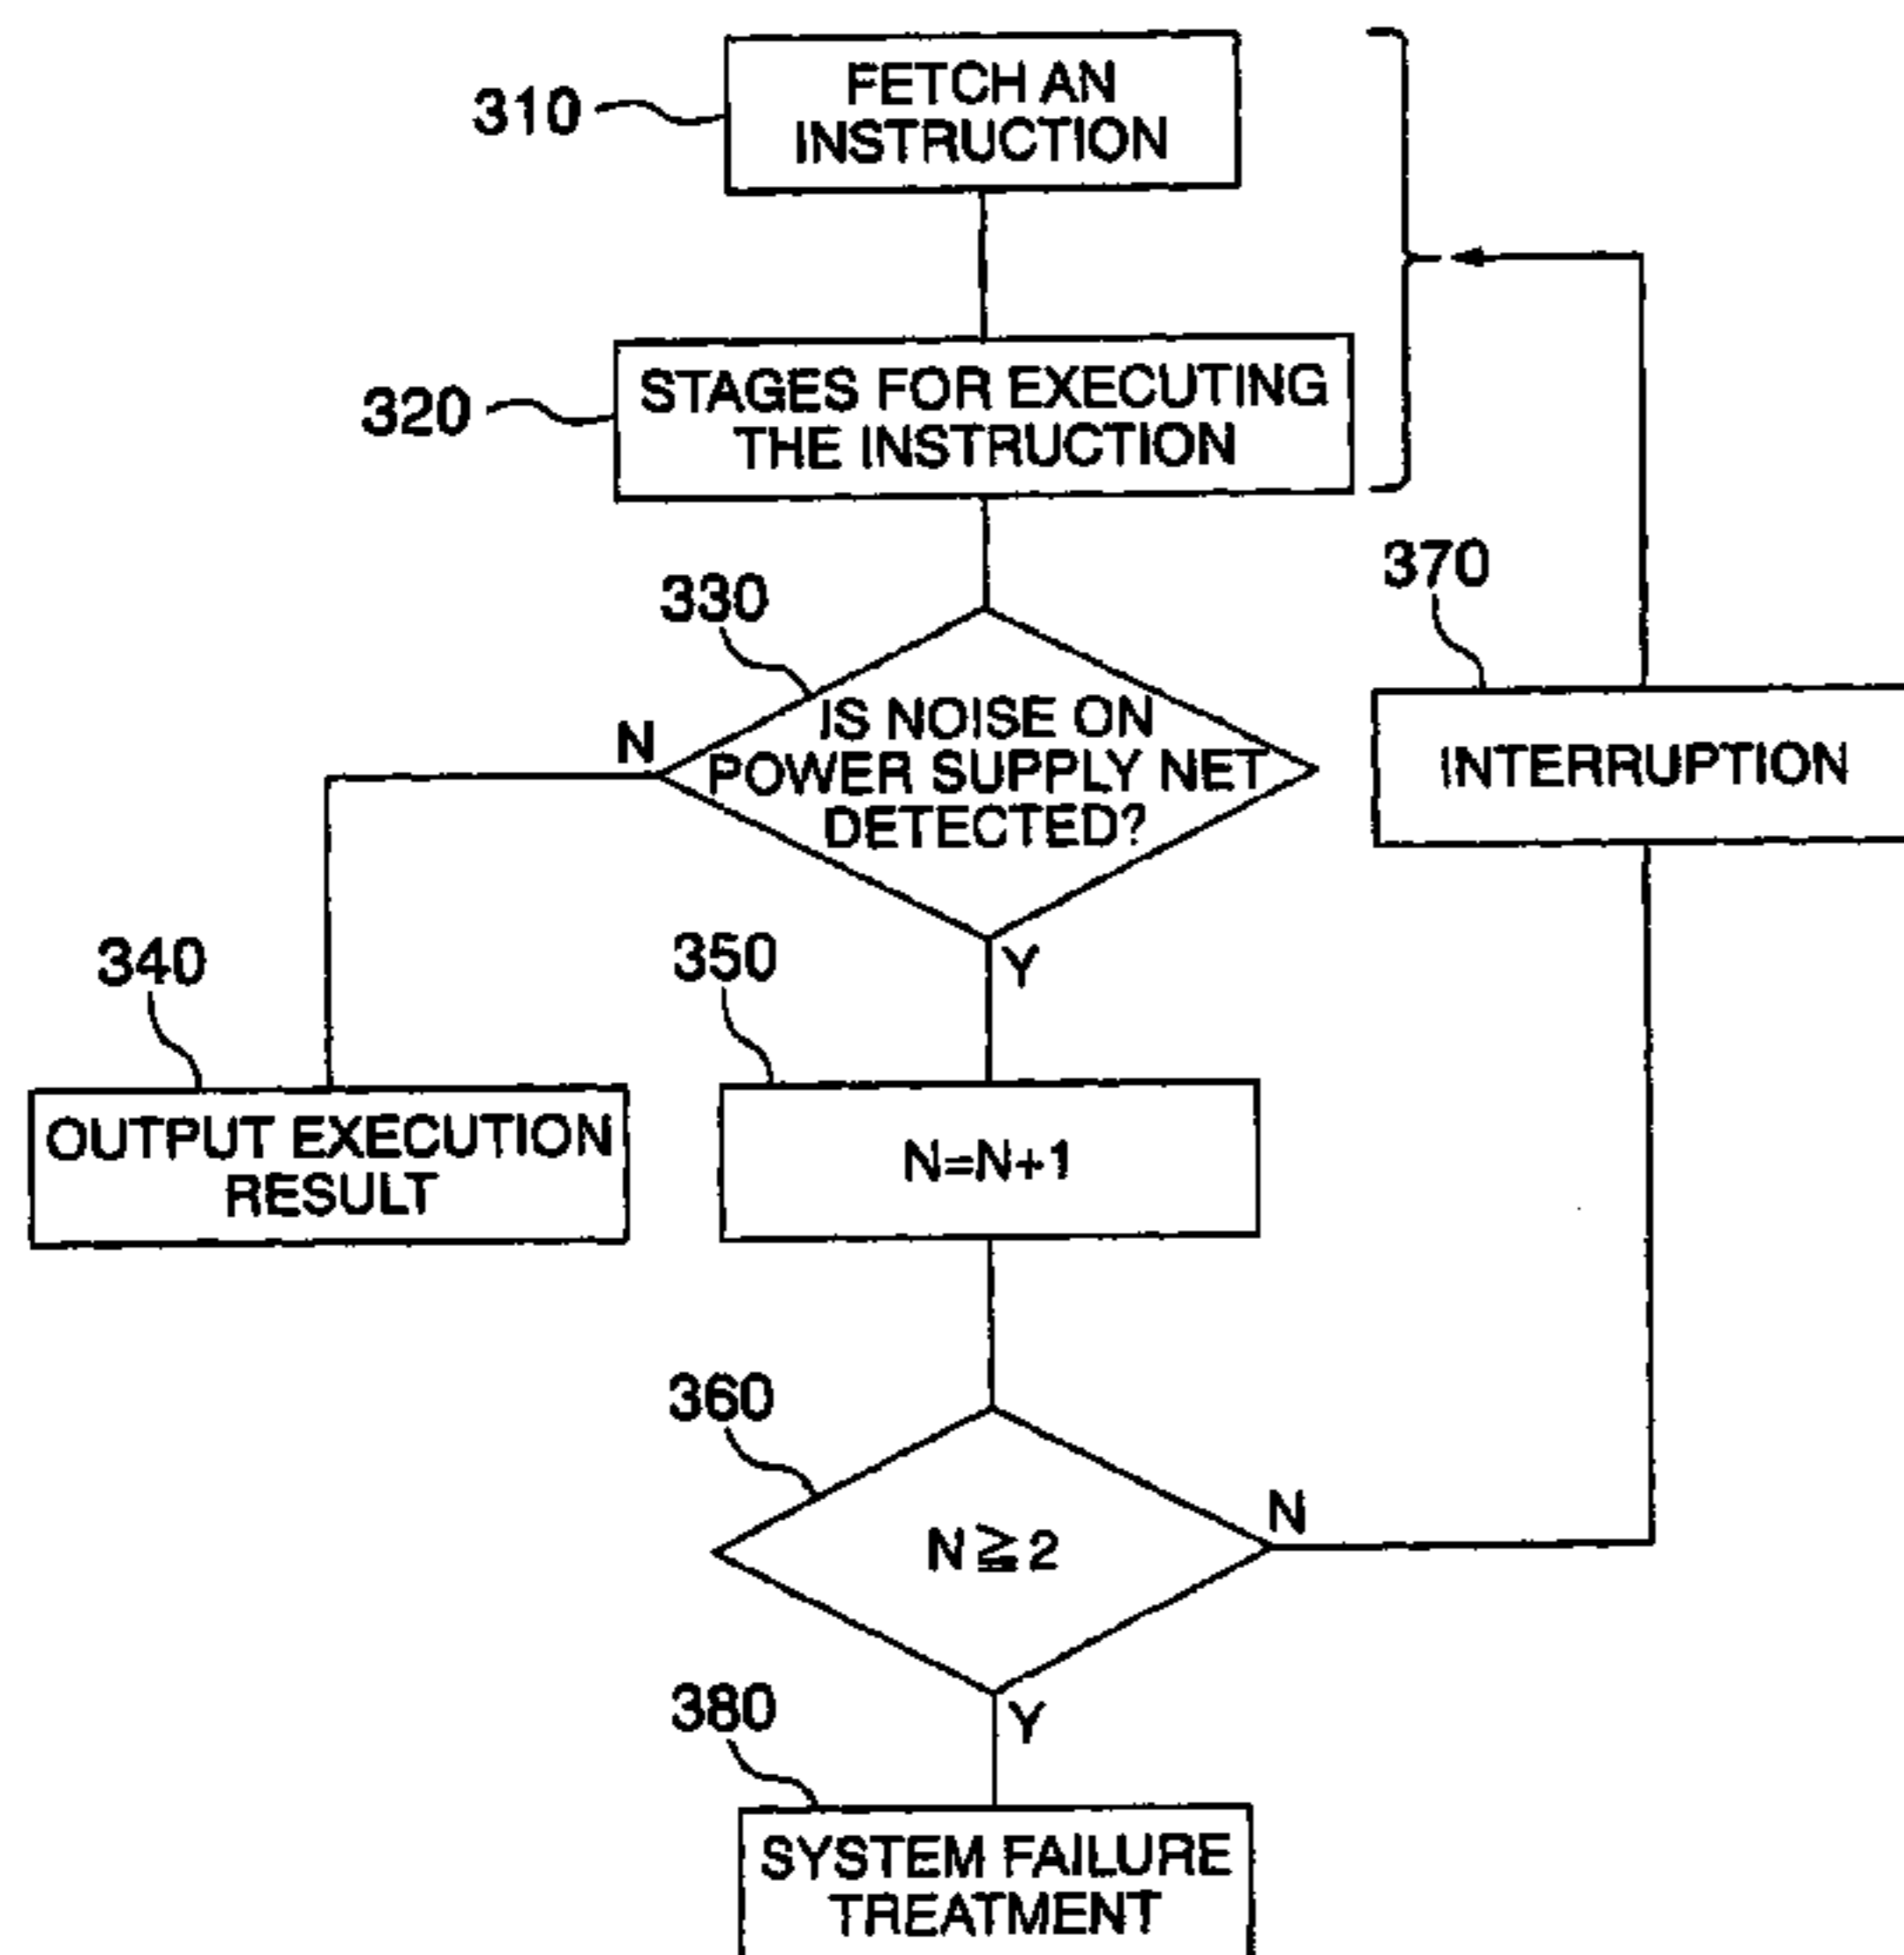 310
FETCH AN
INSTRUCTION
320
STAGES FOR EXECUTING
THE INSTRUCTION
330
IS NOISE ON
POWER SUPPLY NET
DETECTED?
N
Y
370
INTERRUPTION
340
OUTPUT EXECUTION
RESULT
350
N=N+1
360
N≧2
N
Y
380
SYSTEM FAILURE
TREATMENT